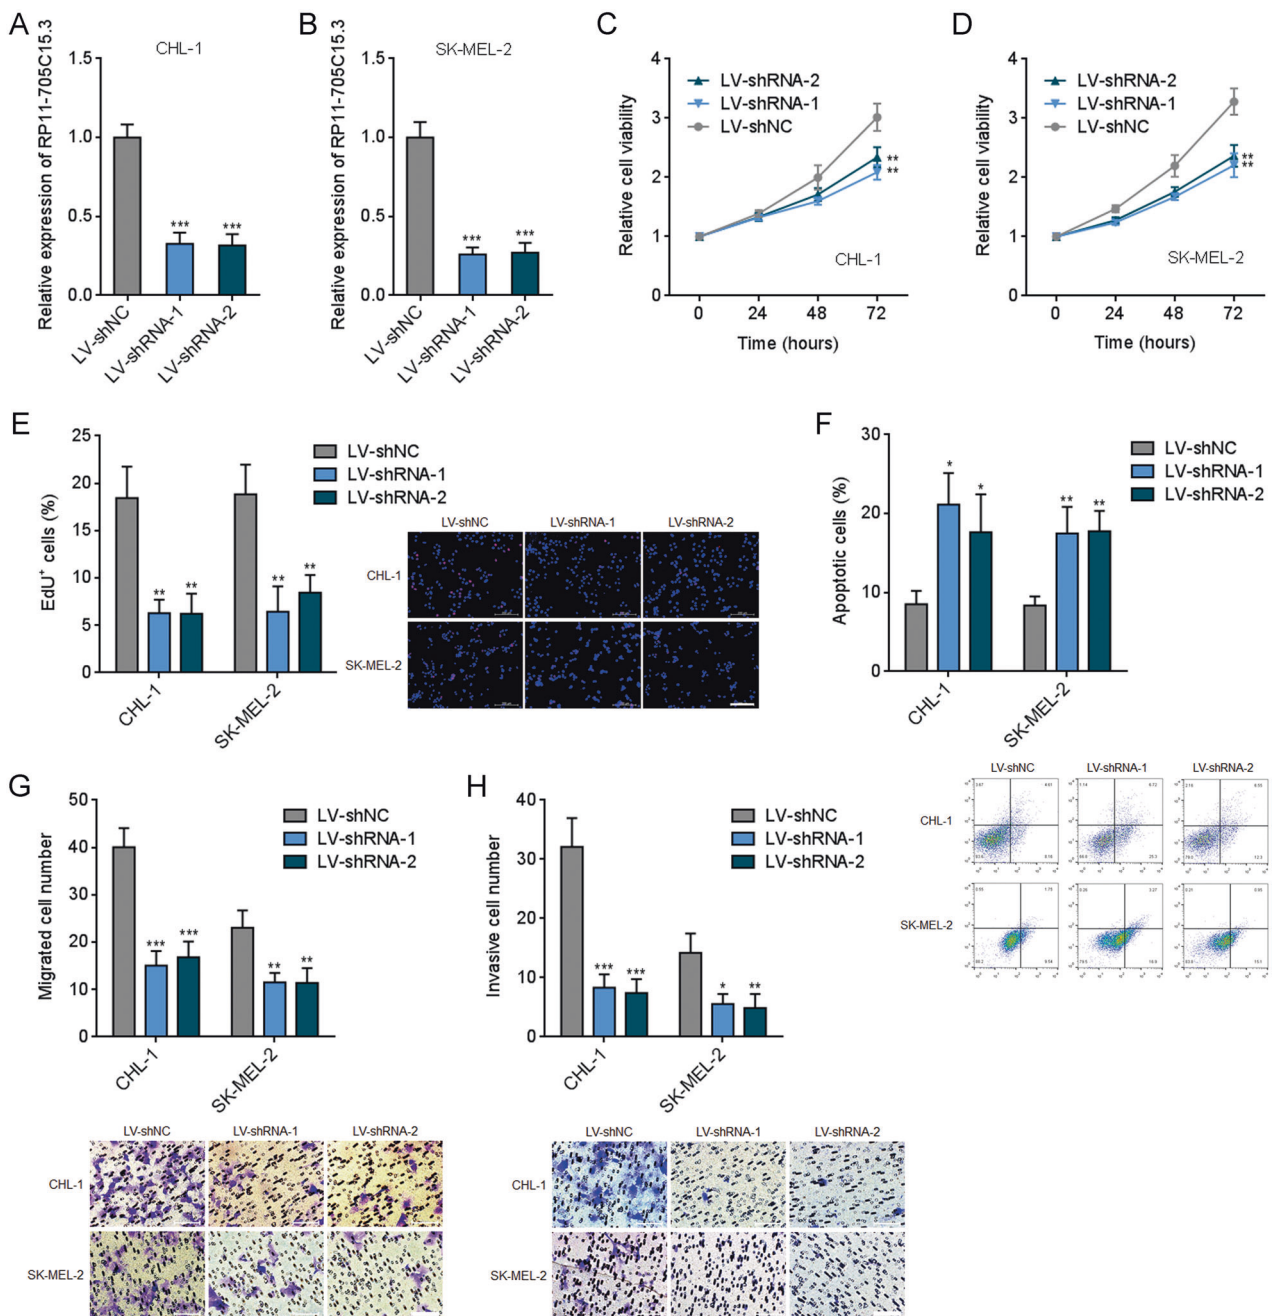 A
CHL-1
Relative expression of RP11-705C15.3
1.5
1.0
0.5
0.0
***
***
LV-shNC
LV-shRNA-1
LV-shRNA-2
B
SK-MEL-2
Relative expression of RP11-705C15.3
1.5
1.0
0.5
0.0
***
***
LV-shNC
LV-shRNA-1
LV-shRNA-2
C
Relative cell viability
4
3
2
1
0
LV-shRNA-2
LV-shRNA-1
LV-shNC
**
**
CHL-1
0 24 48 72
Time (hours)
D
Relative cell viability
4
3
2
1
0
LV-shRNA-2
LV-shRNA-1
LV-shNC
**
**
SK-MEL-2
0 24 48 72
Time (hours)
E
EdU+ cells (%)
25
20
15
10
5
0
** **
** **
CHL-1
SK-MEL-2
LV-shNC
LV-shRNA-1
LV-shRNA-2
LV-shNC LV-shRNA-1 LV-shRNA-2
CHL-1
SK-MEL-2
F
Apoptotic cells (%)
30
20
10
0
* *
** **
CHL-1
SK-MEL-2
LV-shNC
LV-shRNA-1
LV-shRNA-2
LV-shNC LV-shRNA-1 LV-shRNA-2
CHL-1
SK-MEL-2
G
Migrated cell number
50
40
30
20
10
0
*** ***
** **
CHL-1
SK-MEL-2
LV-shNC
LV-shRNA-1
LV-shRNA-2
LV-shNC LV-shRNA-1 LV-shRNA-2
CHL-1
SK-MEL-2
H
Invasive cell number
40
30
20
10
0
*** ***
* **
CHL-1
SK-MEL-2
LV-shNC
LV-shRNA-1
LV-shRNA-2
LV-shNC LV-shRNA-1 LV-shRNA-2
CHL-1
SK-MEL-2